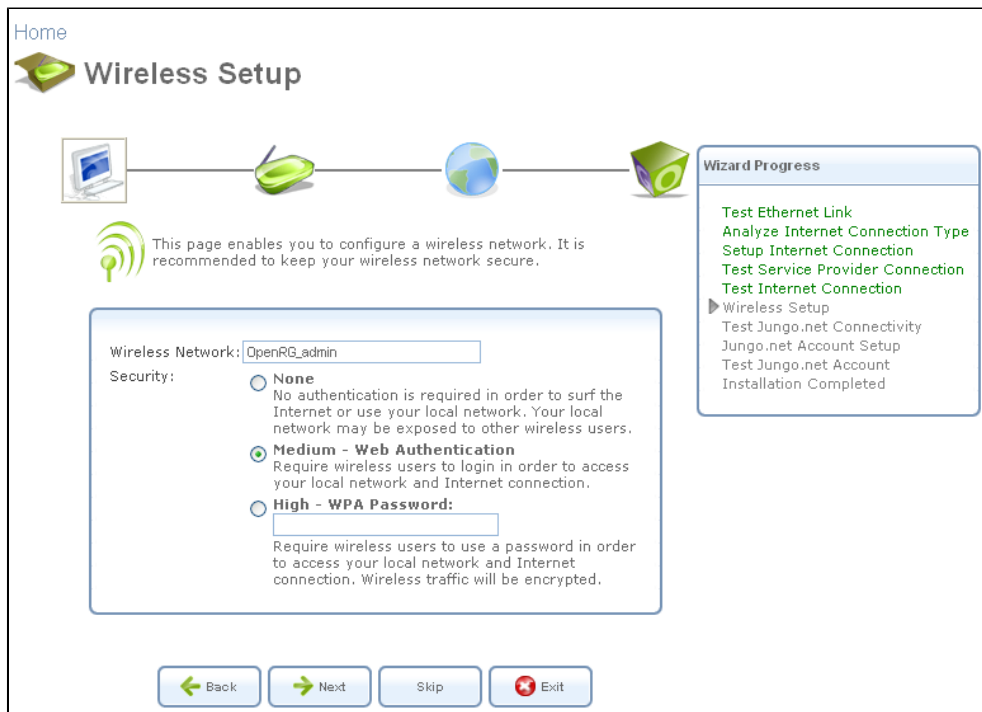 Home
Wireless Setup
This page enables you to configure a wireless network. It is
recommended to keep your wireless network secure.
Wireless Network: OpenRG_admin
Security:
None
No authentication is required in order to surf the
Internet or use your local network. Your local
network may be exposed to other wireless users.
Medium - Web Authentication
Require wireless users to login in order to access
your local network and Internet connection.
High - WPA Password:
Require wireless users to use a password in order
to access your local network and Internet
connection. Wireless traffic will be encrypted.
Back
Next
Skip
Exit
Wizard Progress
Test Ethernet Link
Analyze Internet Connection Type
Setup Internet Connection
Test Service Provider Connection
Test Internet Connection
Wireless Setup
Test Jungo.net Connectivity
Jungo.net Account Setup
Test Jungo.net Account
Installation Completed